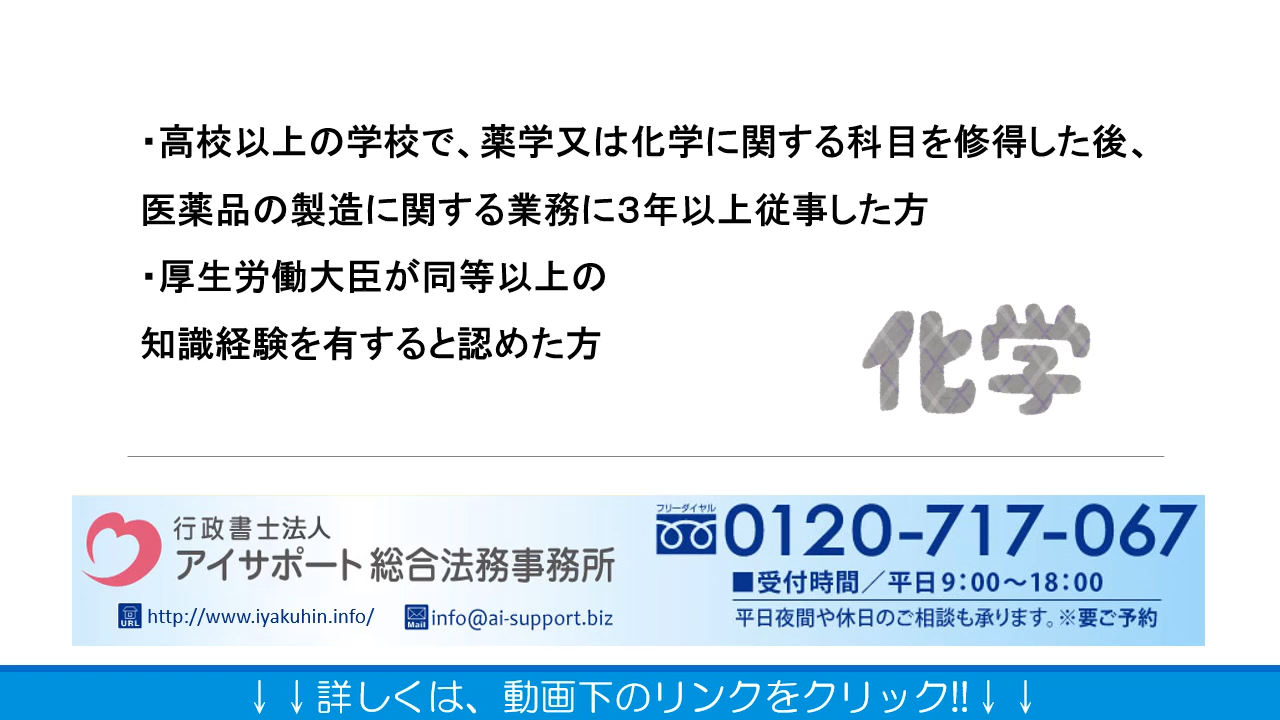 ・高校以上の学校で、薬学又は化学に関する科目を修得した後、
医薬品の製造に関する業務に3年以上従事した方
・厚生労働大臣が同等以上の
知識経験を有すると認めた方
化学
行政書士法人
アイサポート総合法務事務所
URL http://www.iyakuhin.info/
Mail info@ai-support.biz
フリーダイヤル
0120-717-067
■受付時間／平日9:00～18:00
平日夜間や休日のご相談も承ります。※要ご予約
↓↓詳しくは、動画下のリンクをクリック!!↓↓